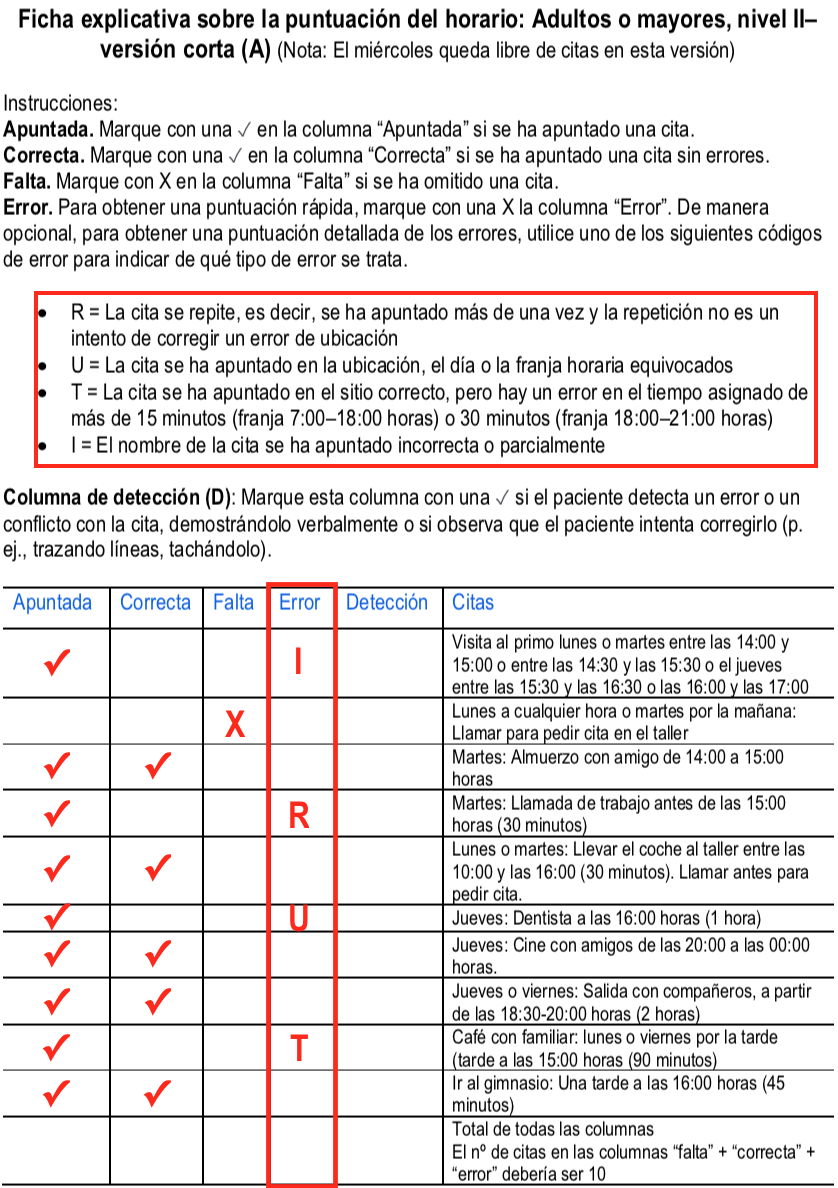 Ficha explicativa sobre la puntuación del horario: Adultos o mayores, nivel II–
versión corta (A) (Nota: El miércoles queda libre de citas en esta versión)
Instrucciones:
Apuntada. Marque con una ✓ en la columna “Apuntada” si se ha apuntado una cita.
Correcta. Marque con una ✓ en la columna “Correcta” si se ha apuntado una cita sin errores.
Falta. Marque con X en la columna “Falta” si se ha omitido una cita.
Error. Para obtener una puntuación rápida, marque con una X la columna “Error”. De manera
opcional, para obtener una puntuación detallada de los errores, utilice uno de los siguientes códigos
de error para indicar de qué tipo de error se trata.
• R = La cita se repite, es decir, se ha apuntado más de una vez y la repetición no es un
intento de corregir un error de ubicación
• U = La cita se ha apuntado en la ubicación, el día o la franja horaria equivocados
• T = La cita se ha apuntado en el sitio correcto, pero hay un error en el tiempo asignado de
más de 15 minutos (franja 7:00–18:00 horas) o 30 minutos (franja 18:00–21:00 horas)
• I = El nombre de la cita se ha apuntado incorrecta o parcialmente
Columna de detección (D): Marque esta columna con una ✓ si el paciente detecta un error o un
conflicto con la cita, demostrándolo verbalmente o si observa que el paciente intenta corregirlo (p.
ej., trazando líneas, tachándolo).
Apuntada Correcta Falta Error Detección Citas
✓ I Visita al primo lunes o martes entre las 14:00 y
15:00 o entre las 14:30 y las 15:30 o el jueves
entre las 15:30 y las 16:30 o las 16:00 y las 17:00
X Lunes a cualquier hora o martes por la mañana:
Llamar para pedir cita en el taller
✓ ✓ Martes: Almuerzo con amigo de 14:00 a 15:00
horas
✓ R Martes: Llamada de trabajo antes de las 15:00
horas (30 minutos)
✓ ✓ Lunes o martes: Llevar el coche al taller entre las
10:00 y las 16:00 (30 minutos). Llamar antes para
pedir cita.
✓ U Jueves: Dentista a las 16:00 horas (1 hora)
✓ ✓ Jueves: Cine con amigos de las 20:00 a las 00:00
horas.
✓ ✓ Jueves o viernes: Salida con compañeros, a partir
de las 18:30-20:00 horas (2 horas)
✓ T Café con familiar: lunes o viernes por la tarde
(tarde a las 15:00 horas (90 minutos)
✓ ✓ Ir al gimnasio: Una tarde a las 16:00 horas (45
minutos)
Total de todas las columnas
El nº de citas en las columnas “falta” + “correcta” +
“error” debería ser 10